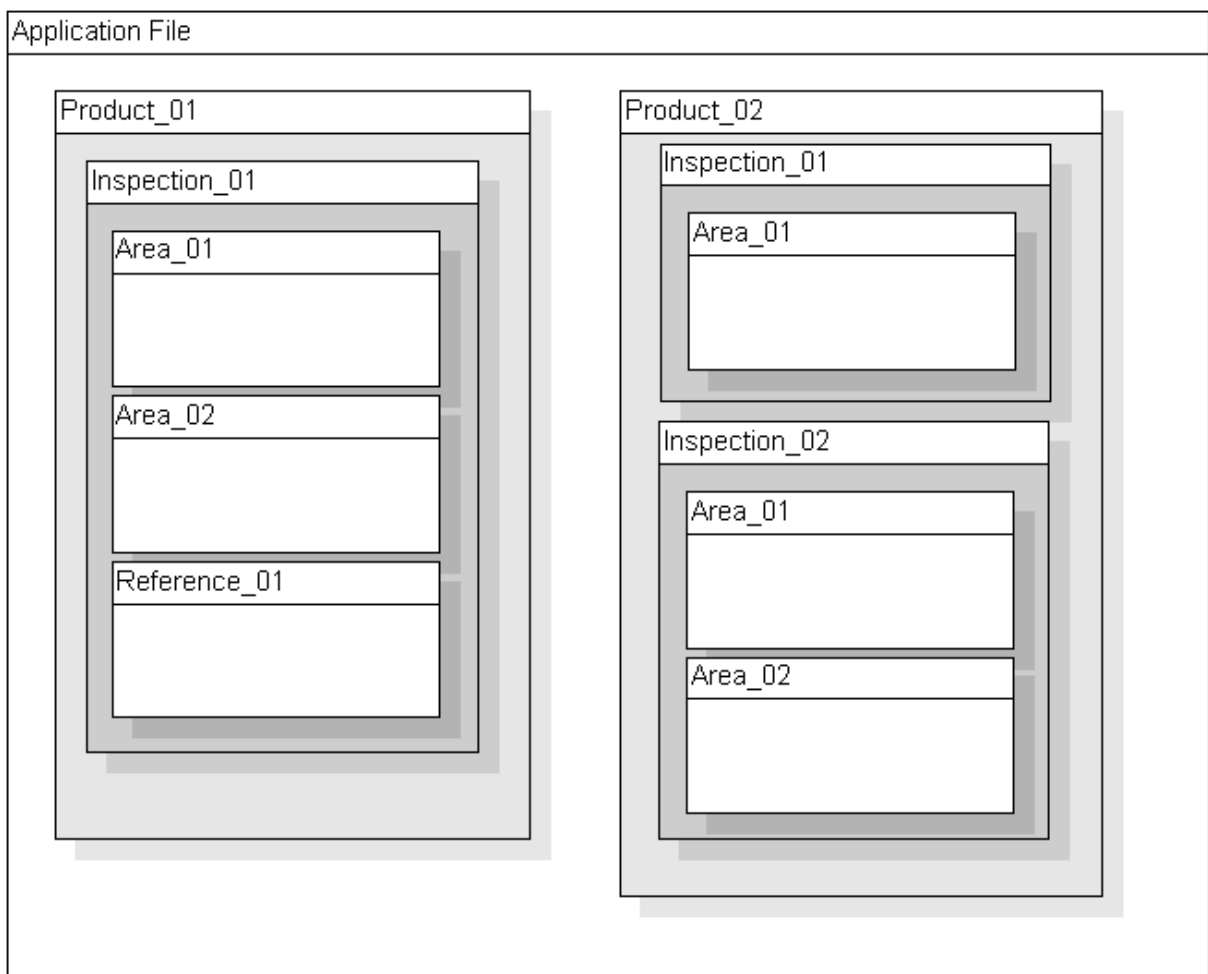 Application File
Product_01
Inspection_01
Area_01
Area_02
Reference_01
Product_02
Inspection_01
Area_01
Inspection_02
Area_01
Area_02